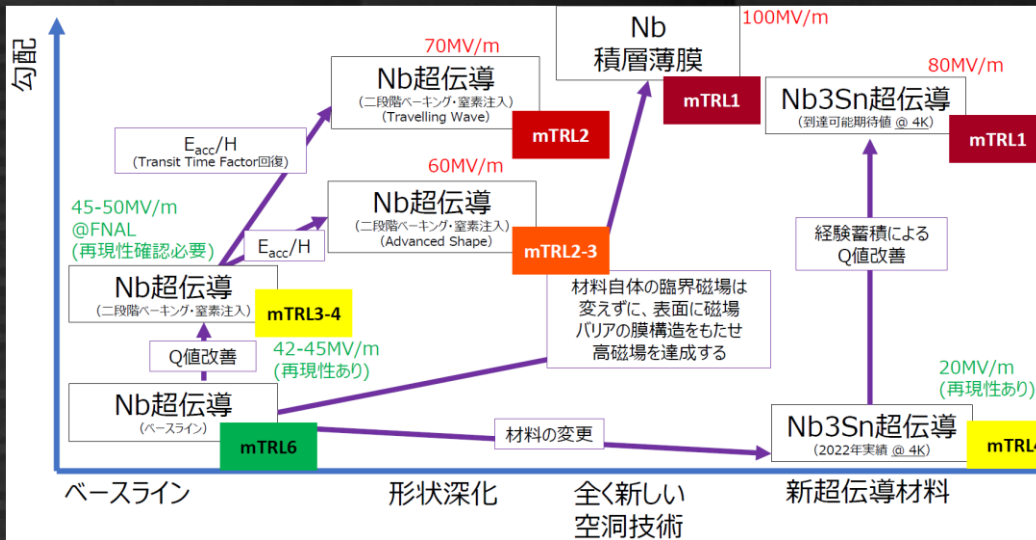 勾配
100MV/m
Nb
積層薄膜
mTRL1
70MV/m
Nb超伝導
(二段階ベーキング・窒素注入)
(Travelling Wave)
mTRL2
80MV/m
Nb3Sn超伝導
(到達可能期待値 @ 4K)
mTRL1
Eacc/H
(Transit Time Factor回復)
60MV/m
Nb超伝導
(二段階ベーキング・窒素注入)
(Advanced Shape)
mTRL2-3
45-50MV/m
@FNAL
(再現性確認必要)
Eacc/H
Nb超伝導
(二段階ベーキング・窒素注入)
mTRL3-4
経験蓄積による
Q値改善
材料自体の臨界磁場は
変えずに、表面に磁場
バリアの膜構造をもたせ
高磁場を達成する
Q値改善
42-45MV/m
(再現性あり)
20MV/m
(再現性あり)
Nb超伝導
(ベースライン)
mTRL6
材料の変更
Nb3Sn超伝導
(2022年実績 @ 4K)
mTRL4
ベースライン
形状深化
全く新しい
空洞技術
新超伝導材料